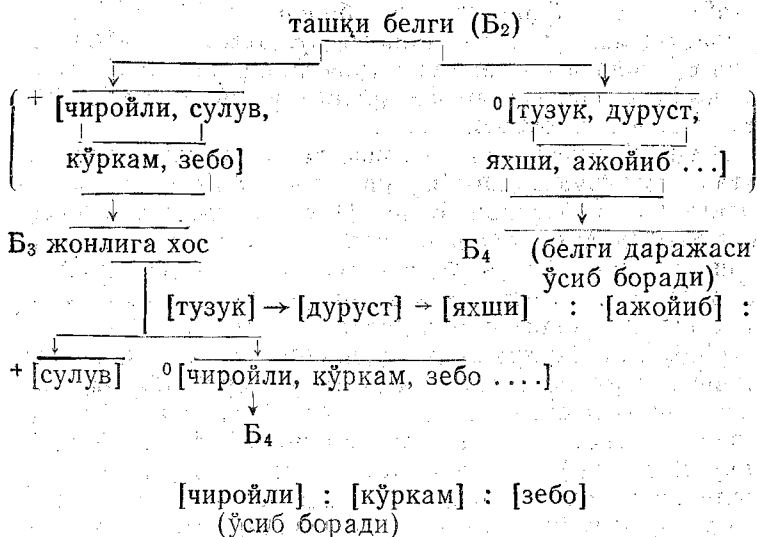 ташқи белги (Б₂)
+ [чиройли, сулув, ⁰[тузук, дуруст,
кўркам, зебо] яхши, ажойиб ...]
Б₃ жонлига хос Б₄ (белги даражаси
ўсиб боради)
[тузук] → [дуруст] → [яхши] : [ажойиб] :
+ [сулув] ⁰[чиройли, кўркам, зебо ....]
Б₄
[чиройли] : [кўркам] : [зебо]
(ўсиб боради)